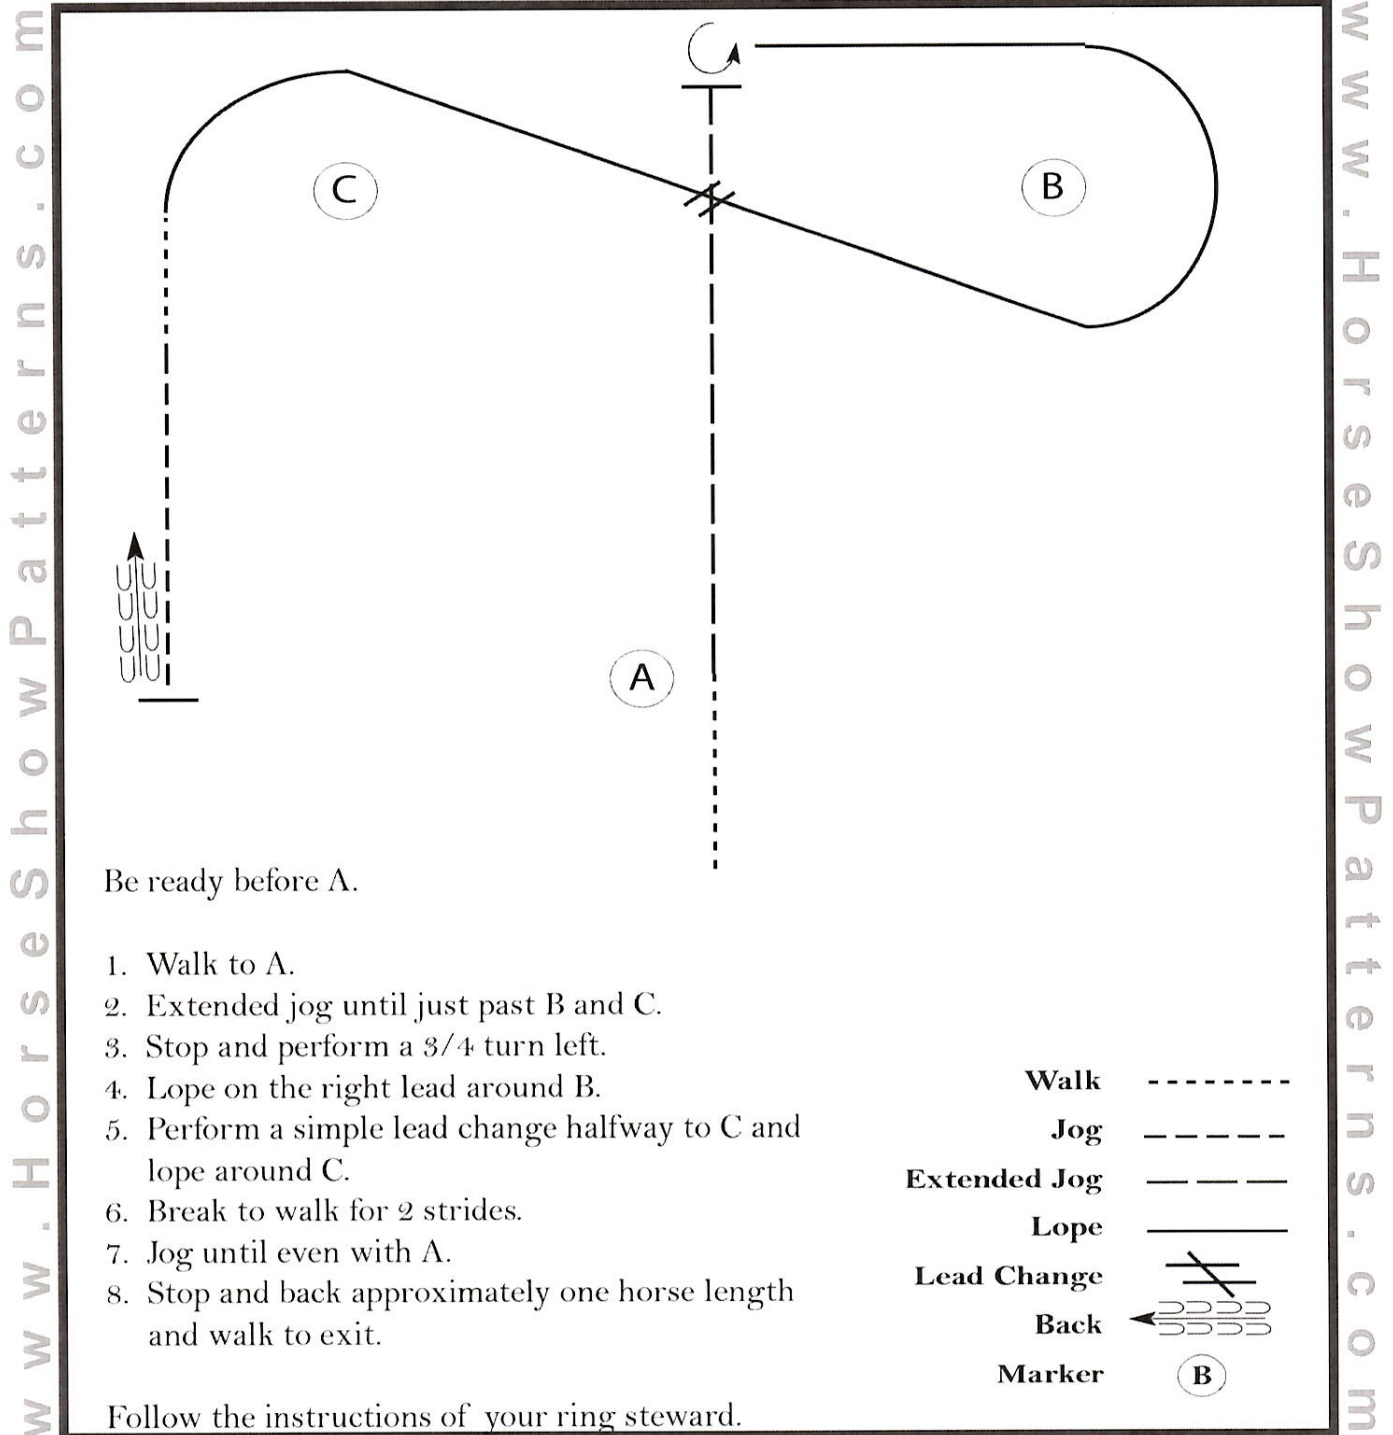 www.HorseShowPatterns.com
www.HorseShowPatterns.com
C
B
A
Be ready before A.
1. Walk to A.
2. Extended jog until just past B and C.
3. Stop and perform a 3/4 turn left.
4. Lope on the right lead around B.
5. Perform a simple lead change halfway to C and
lope around C.
6. Break to walk for 2 strides.
7. Jog until even with A.
8. Stop and back approximately one horse length
and walk to exit.
Follow the instructions of your ring steward.
Walk
Jog
Extended Jog
Lope
Lead Change
Back
Marker B